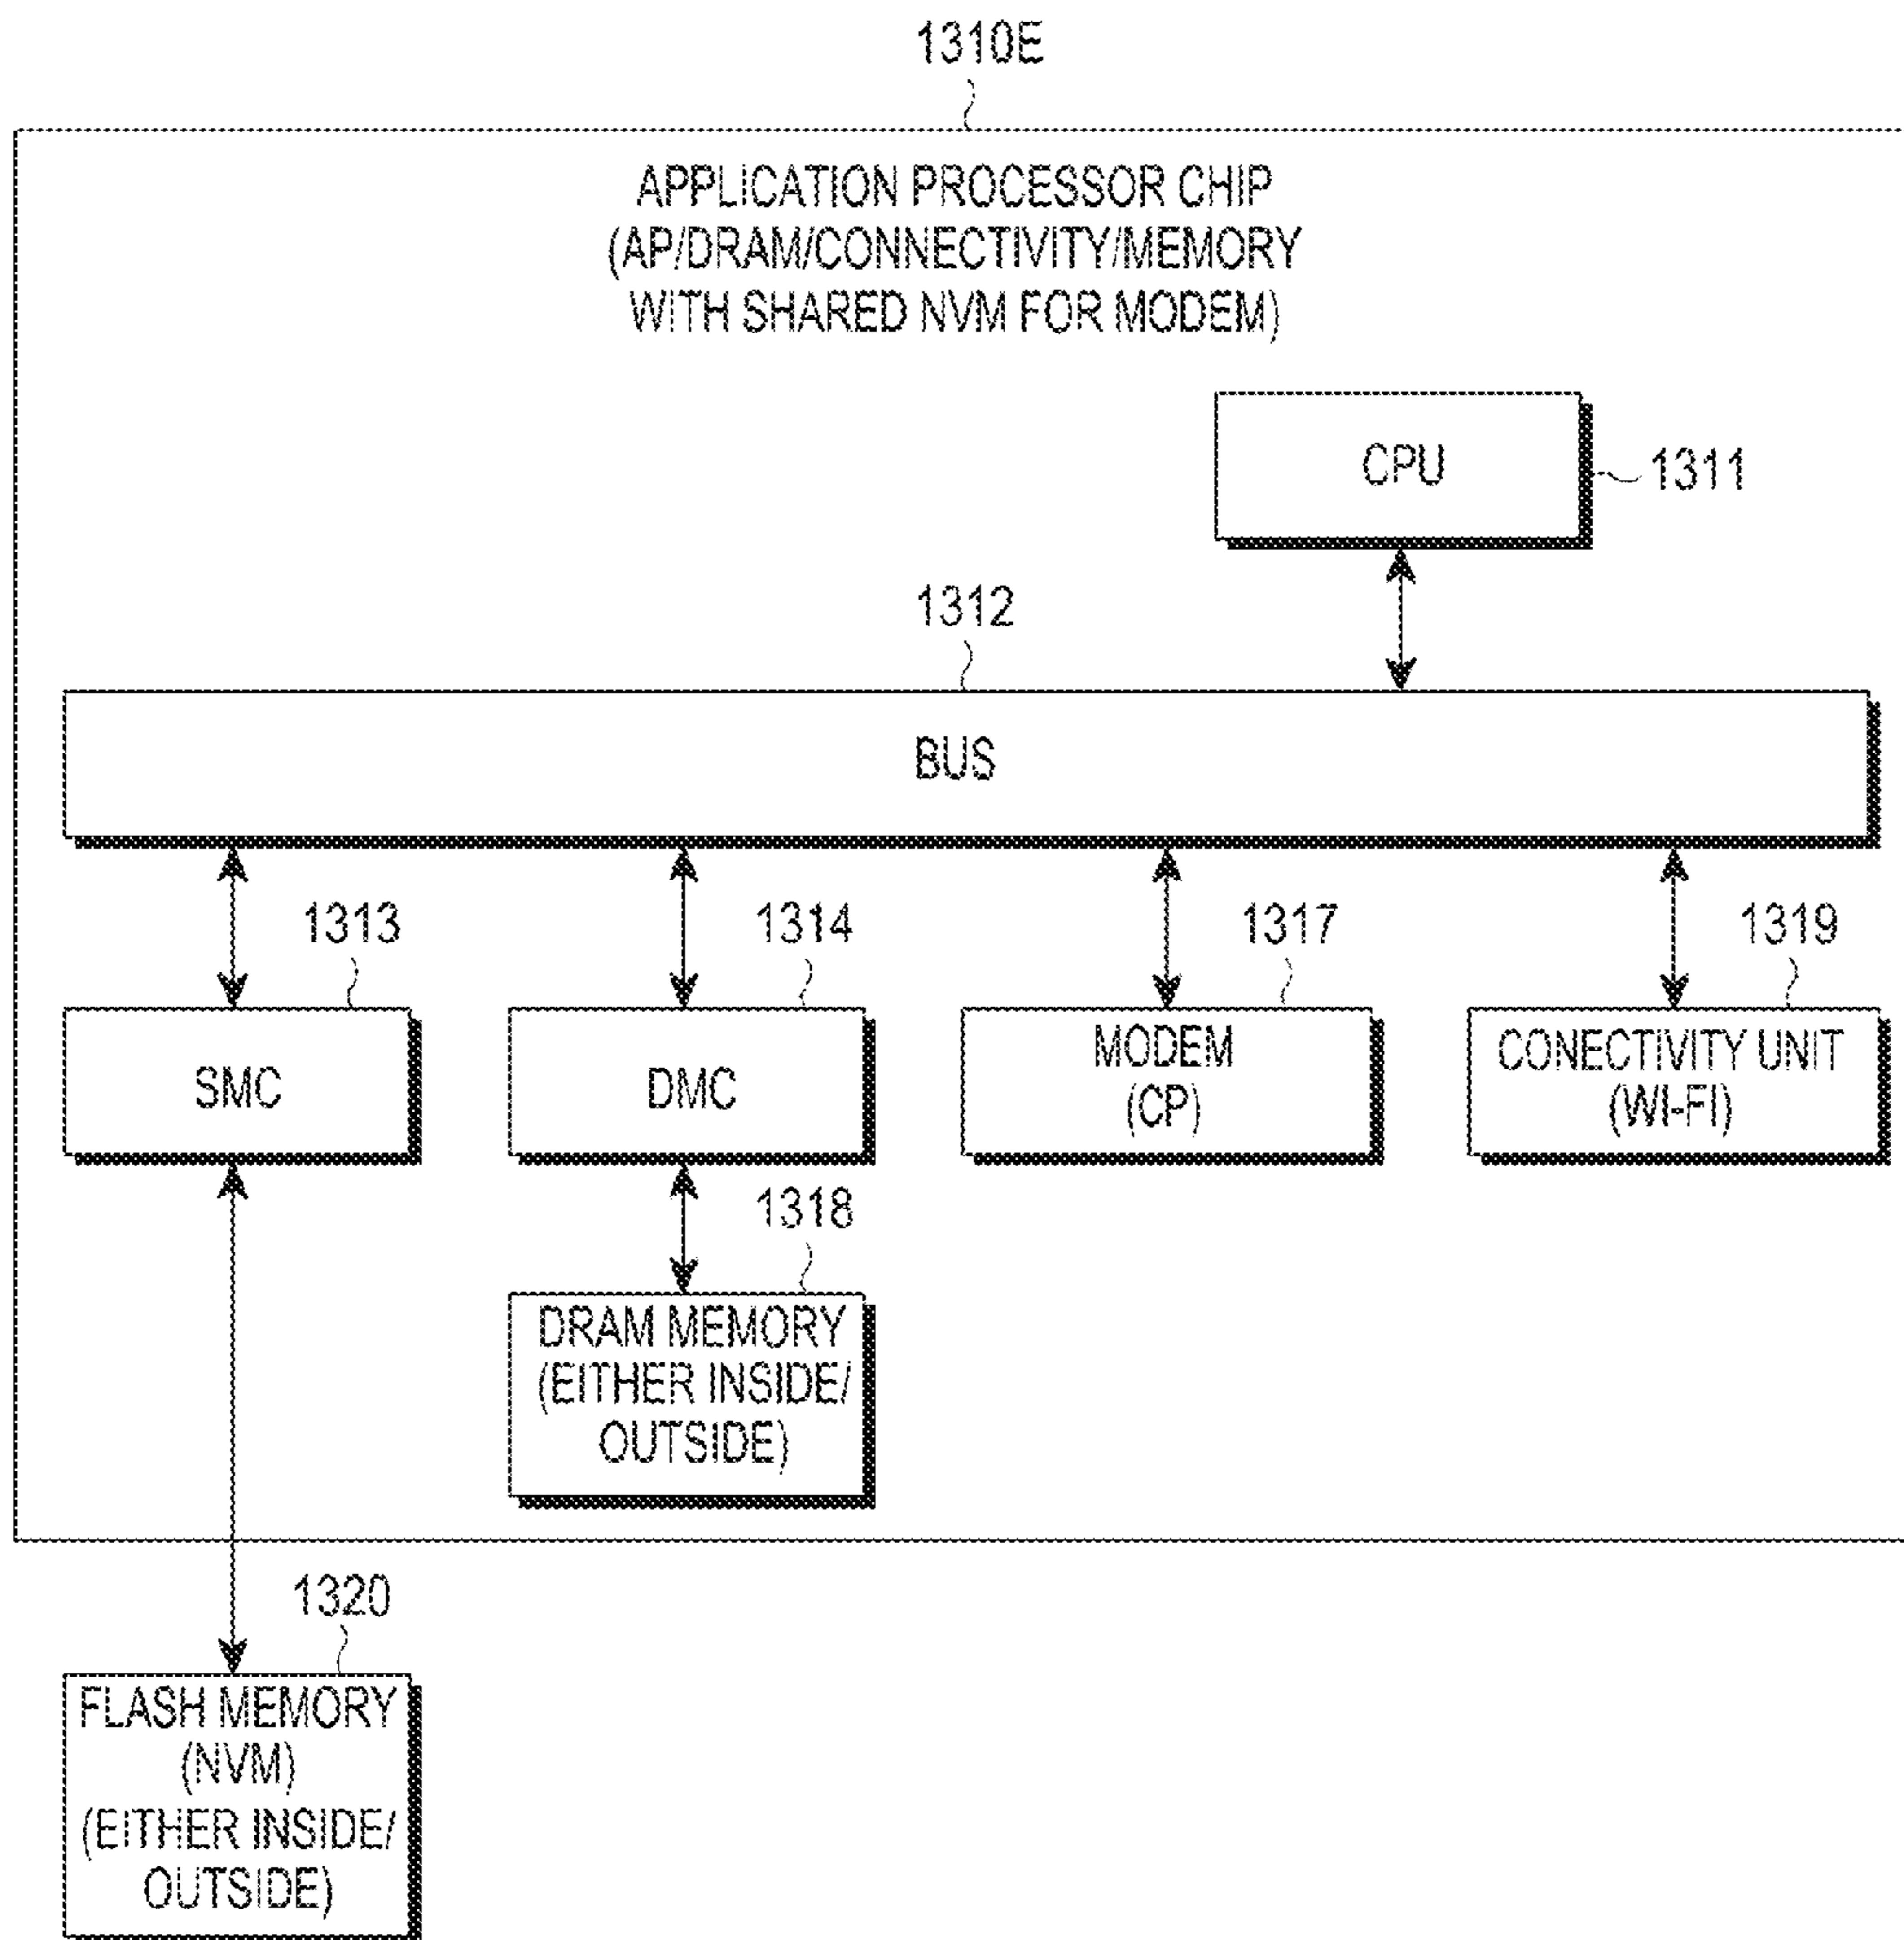 1310E
APPLICATION PROCESSOR CHIP
(AP/DRAM/CONNECTIVITY/MEMORY
WITH SHARED NVM FOR MODEM)
CPU
1311
1312
BUS
1313
1314
1317
1319
SMC
DMC
MODEM
(CP)
CONECTIVITY UNIT
(WI-FI)
1318
DRAM MEMORY
(EITHER INSIDE/
OUTSIDE)
1320
FLASH MEMORY
(NVM)
(EITHER INSIDE/
OUTSIDE)